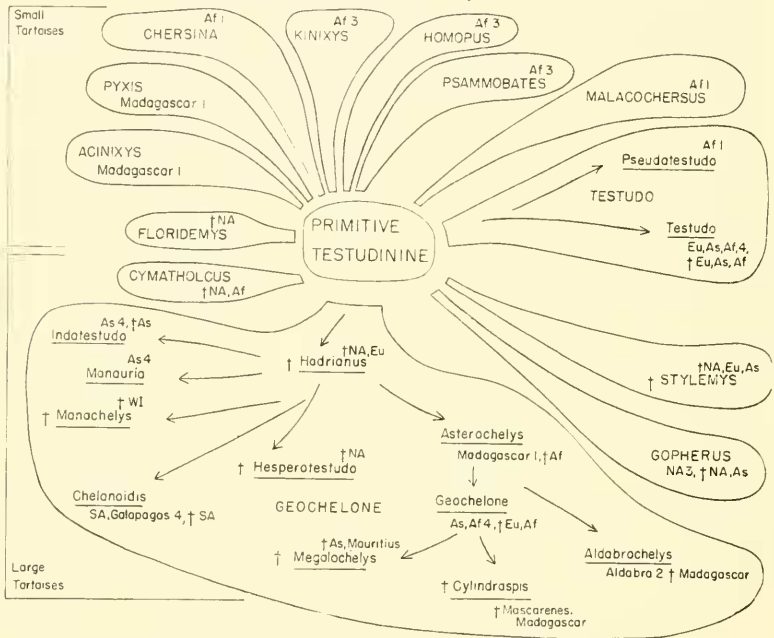 Small
Tortoises
Af 1
CHERSINA
Af 3
KINIXYS
Af 3
HOMOPUS
Af 3
PSAMMOBATES
PYXIS
Madagascar 1
Af 1
MALACOCHERSUS
ACINIXYS
Madagascar 1
Af 1
Pseudotestudo
TESTUDO
Testudo
Eu,As,Af,4,
†Eu,As,Af
†NA
FLORIDEMYS
PRIMITIVE
TESTUDININE
CYMATHOLCUS
†NA,Af
As 4,†As
Indotestudo
As 4
Manouria
†WI
† Monachelys
†NA,Eu
† Hadrianus
†NA,Eu,As
† STYLEMYS
Asterochelys
Madagascar 1,†Af
GOPHERUS
NA3, †NA,As
†NA
† Hesperotestudo
Chelonoidis
SA,Galapagos 4,† SA
GEOCHELONE
Geochelone
As,Af 4,†Eu,Af
†As,Mauritius
† Megalochelys
Aldabrachelys
Aldabra 2 † Madagascar
† Cylindraspis
†Mascarenes.
Madagascar
Large
Tortoises